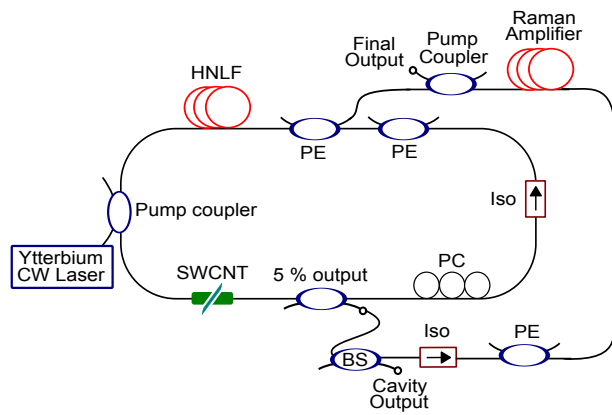 Raman
Amplifier
Final
Output
Pump
Coupler
HNLF
PE
PE
Iso
Pump coupler
Ytterbium
CW Laser
SWCNT
5 % output
PC
Iso
PE
BS
Cavity
Output